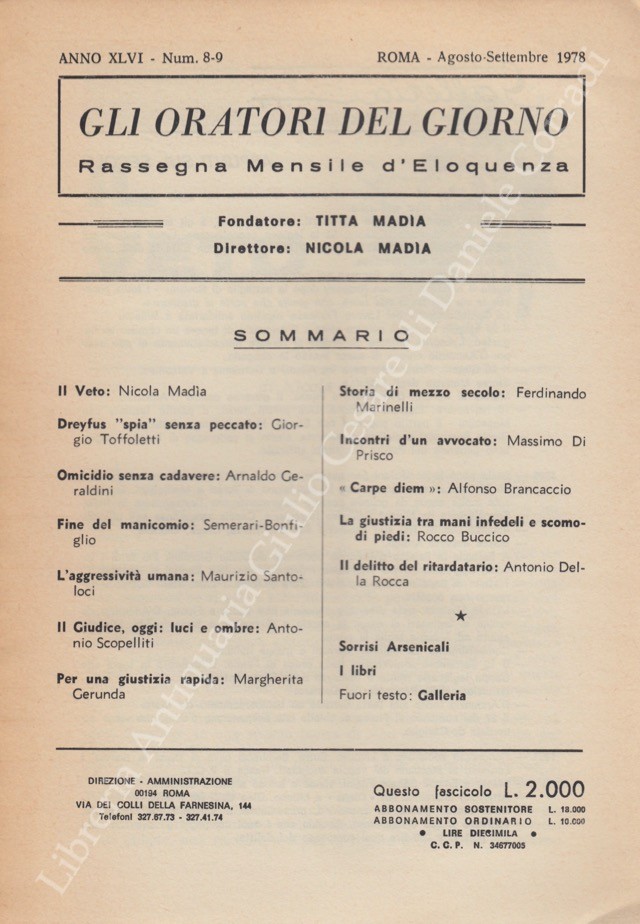 ANNO XLVI - Num. 8-9
ROMA - Agosto-Settembre 1978
GLI ORATORI DEL GIORNO
Rassegna Mensile d'Eloquenza
Fondatore: TITTA MADIA
Direttore: NICOLA MADIA
SOMMARIO
Il Veto: Nicola Madìa
Dreyfus "spia" senza peccato: Gior-
gio Toffoletti
Omicidio senza cadavere: Arnaldo Ge-
raldini
Fine del manicomio: Semerari-Bonfi-
glio
L'aggressività umana: Maurizio Santo-
loci
Il Giudice, oggi: luci e ombre: Anto-
nio Scopelliti
Per una giustizia rapida: Margherita
Gerunda
Storia di mezzo secolo: Ferdinando
Marinelli
Incontri d'un avvocato: Massimo Di
Prisco
« Carpe diem »: Alfonso Brancaccio
La giustizia tra mani infedeli e scomo-
di piedi: Rocco Buccico
Il delitto del ritardatario: Antonio Del-
la Rocca
★
Sorrisi Arsenicali
I libri
Fuori testo: Galleria
DIREZIONE - AMMINISTRAZIONE
00194 ROMA
VIA DEI COLLI DELLA FARNESINA, 144
Telefoni 327.67.73 - 327.41.74
Questo fascicolo L. 2.000
ABBONAMENTO SOSTENITORE L. 18.000
ABBONAMENTO ORDINARIO L. 10.000
• LIRE DIECIMILA •
C. C. P. N. 34677005
Libreria Antiquaria Giulio Cesare di Daniele Corradi